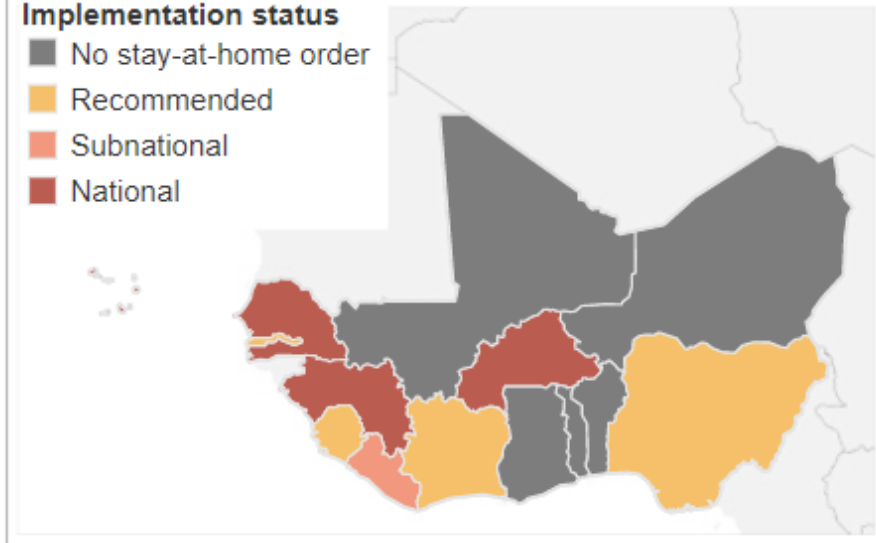 Implementation status
No stay-at-home order
Recommended
Subnational
National